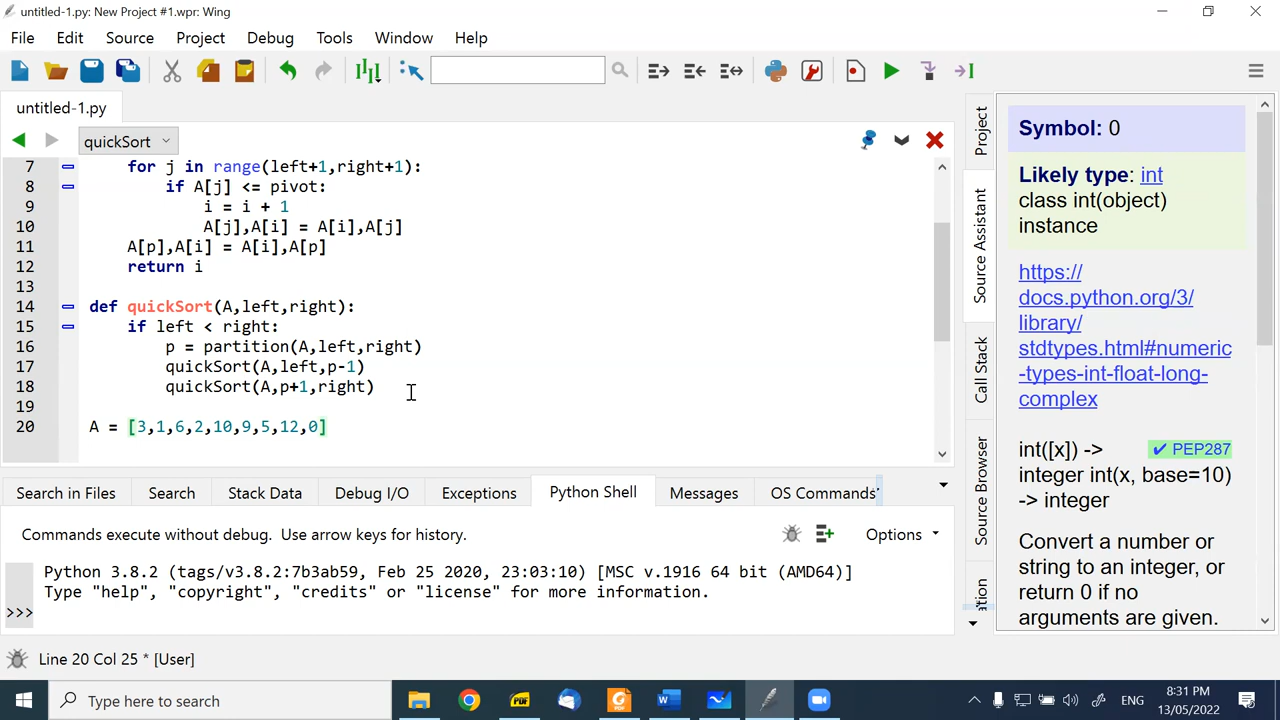 untitled-1.py: New Project #1.wpr: Wing
File Edit Source Project Debug Tools Window Help
untitled-1.py
quickSort
7 for j in range(left+1,right+1):
8 if A[j] <= pivot:
9 i = i + 1
10 A[j],A[i] = A[i],A[j]
11 A[p],A[i] = A[i],A[p]
12 return i
13
14 def quickSort(A,left,right):
15 if left < right:
16 p = partition(A,left,right)
17 quickSort(A,left,p-1)
18 quickSort(A,p+1,right)
19
20 A = [3,1,6,2,10,9,5,12,0]
Project
Source Assistant
Call Stack
Source Browser
Symbol: 0
Likely type: int
class int(object)
instance
https://
docs.python.org/3/
library/
stdtypes.html#numeric
-types-int-float-long-
complex
int([x]) -> ✔ PEP287
integer int(x, base=10)
-> integer
Convert a number or
string to an integer, or
return 0 if no
arguments are given.
Search in Files Search Stack Data Debug I/O Exceptions Python Shell Messages OS Commands
Commands execute without debug. Use arrow keys for history. Options
Python 3.8.2 (tags/v3.8.2:7b3ab59, Feb 25 2020, 23:03:10) [MSC v.1916 64 bit (AMD64)]
Type "help", "copyright", "credits" or "license" for more information.
>>>
Line 20 Col 25 * [User]
Type here to search
PDF
ENG
8:31 PM
13/05/2022